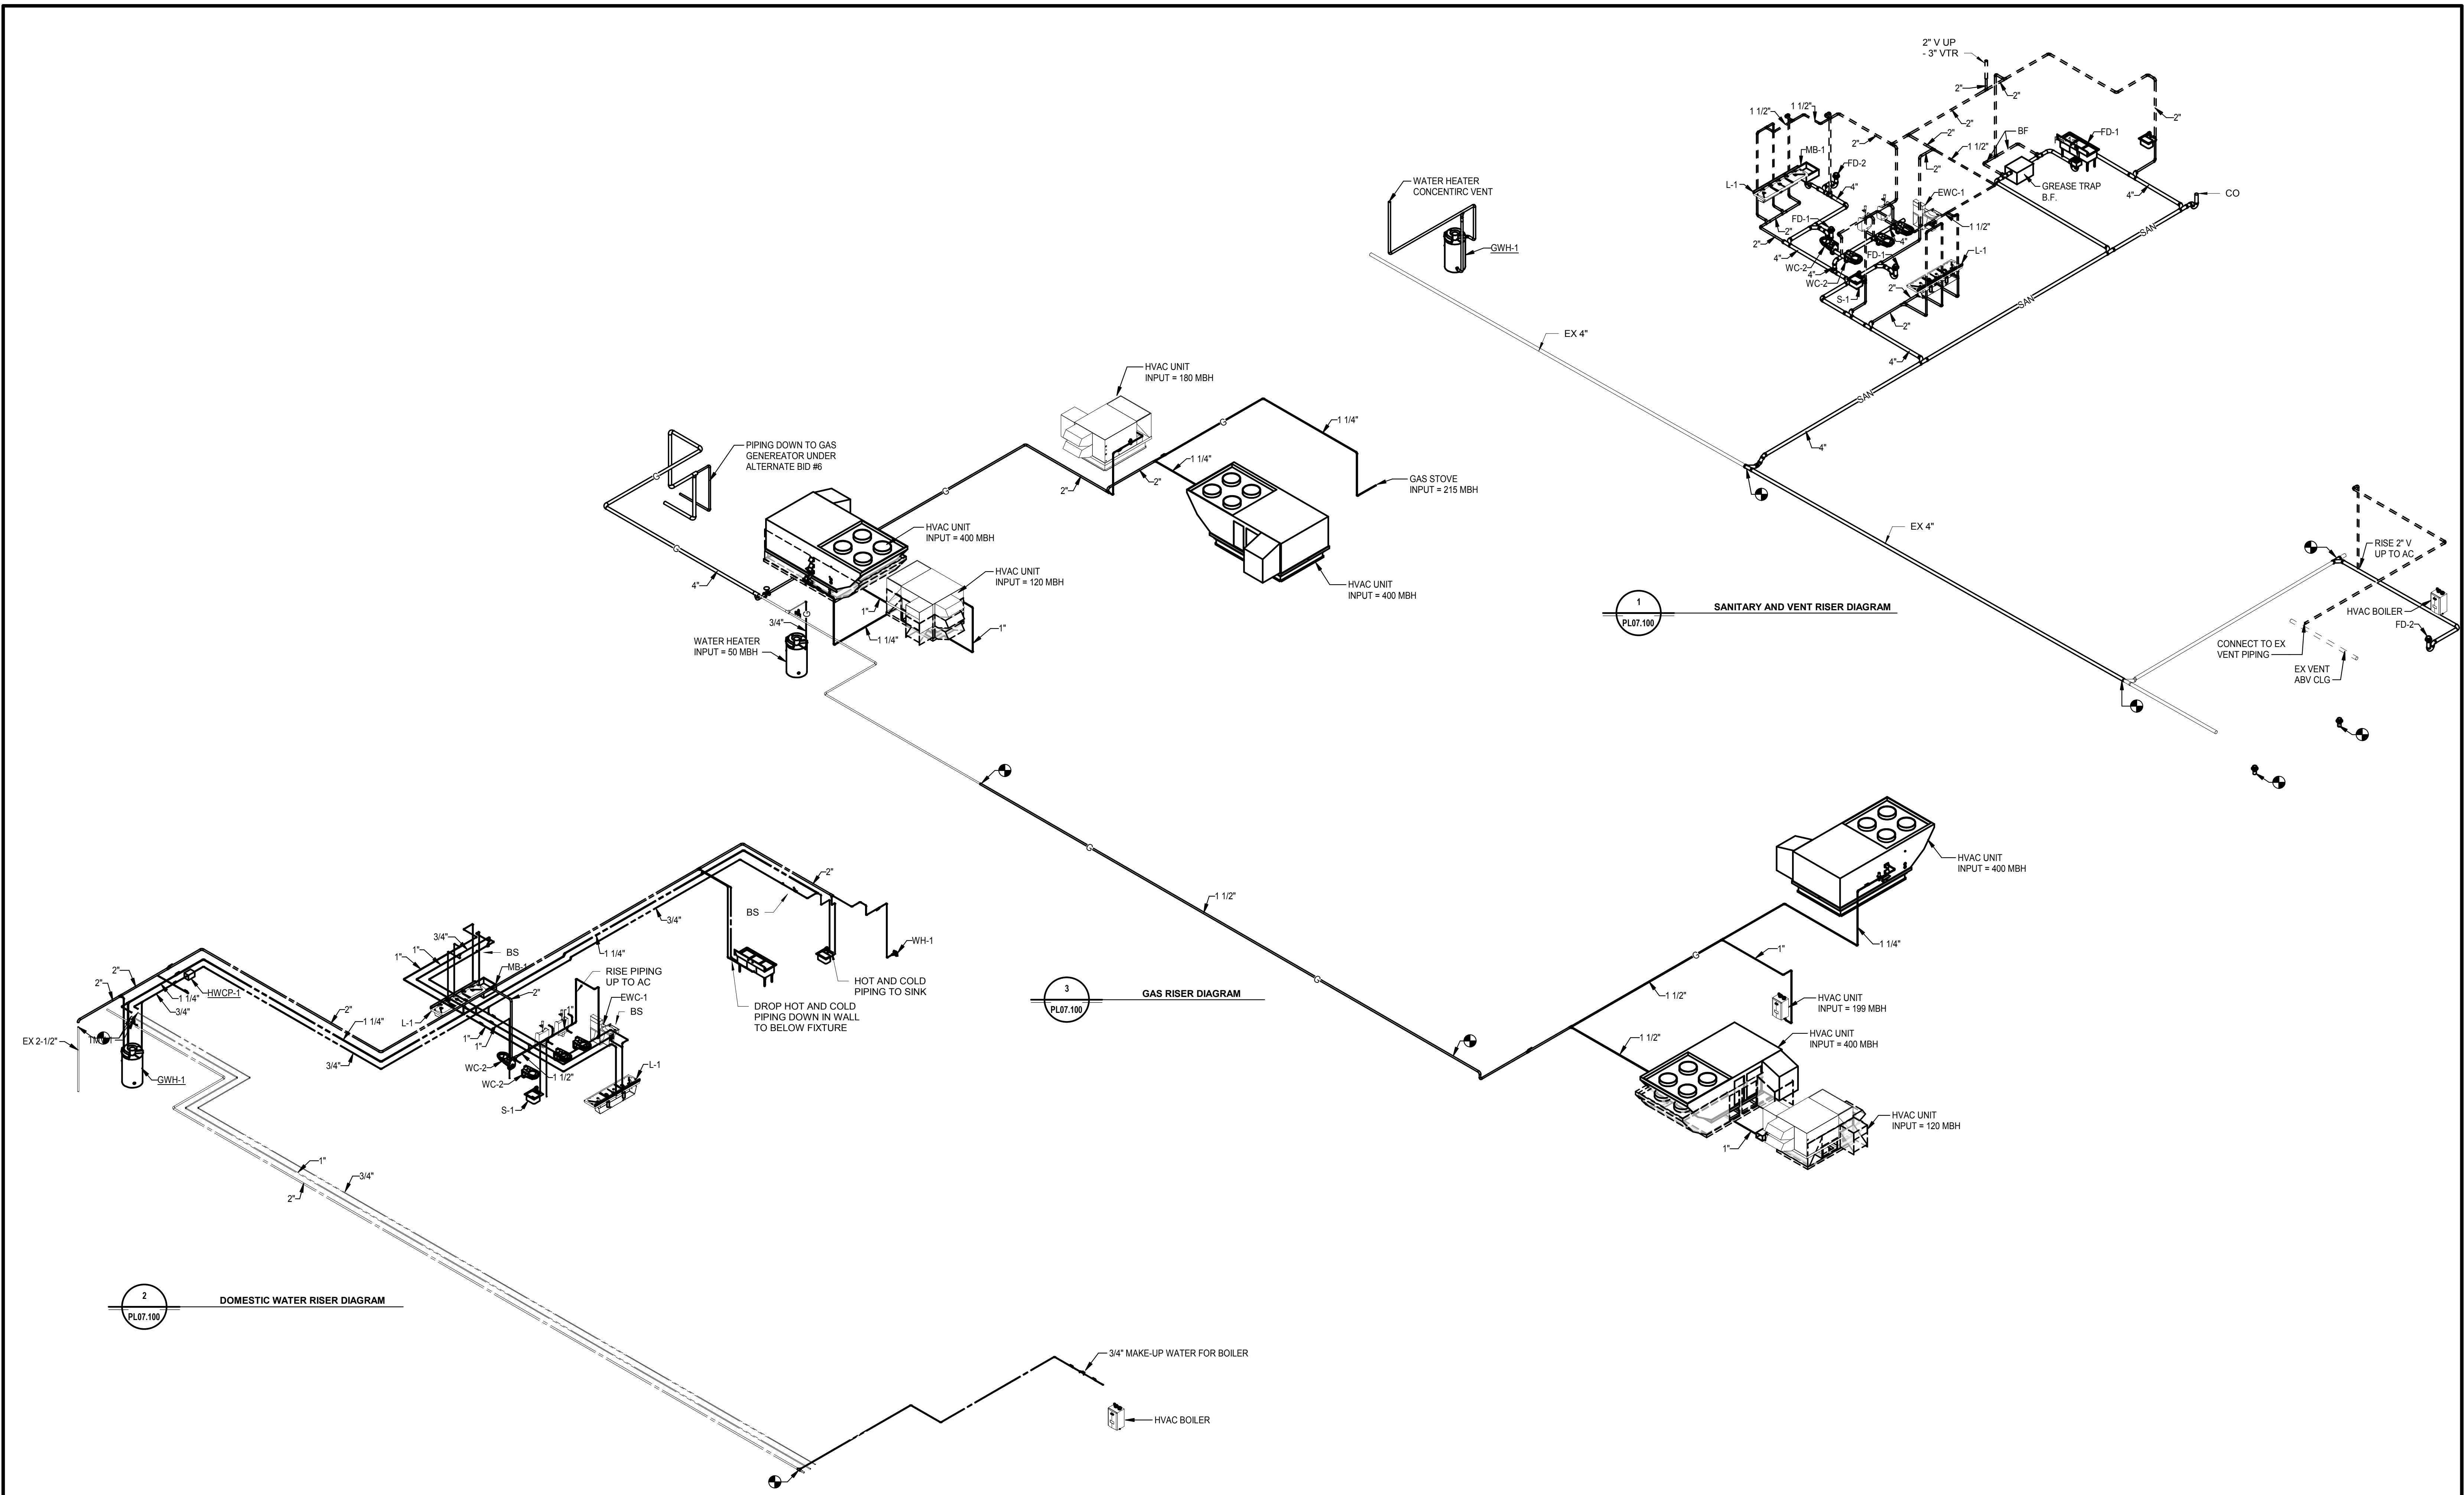 2" V UP
- 3" VTR
2"
2"
2"
2"
1 1/2"
1 1/2"
MB-1
FD-2
2"
2"
1 1/2"
2"
BF
FD-1
L-1
4"
EWC-1
GREASE TRAP
B.F.
4"
CO
FD-1
2"
2"
4"
4"
1 1/2"
WC-2
FD-1
L-1
4"
WC-2
S-1
2"
2"
4"
SAN
SAN
SAN
4"
WATER HEATER
CONCENTIRC VENT
GWH-1
EX 4"
EX 4"
RISE 2" V
UP TO AC
HVAC BOILER
FD-2
CONNECT TO EX
VENT PIPING
EX VENT
ABV CLG
1
PL07.100
SANITARY AND VENT RISER DIAGRAM
HVAC UNIT
INPUT = 180 MBH
PIPING DOWN TO GAS
GENEREATOR UNDER
ALTERNATE BID #6
G
G
G
G
1 1/4"
1 1/4"
2"
2"
GAS STOVE
INPUT = 215 MBH
HVAC UNIT
INPUT = 400 MBH
HVAC UNIT
INPUT = 120 MBH
HVAC UNIT
INPUT = 400 MBH
4"
G
3/4"
1"
1 1/4"
1"
WATER HEATER
INPUT = 50 MBH
G
1 1/2"
G
G
1 1/2"
1"
1 1/4"
HVAC UNIT
INPUT = 400 MBH
HVAC UNIT
INPUT = 199 MBH
HVAC UNIT
INPUT = 400 MBH
1 1/2"
HVAC UNIT
INPUT = 120 MBH
1"
3
PL07.100
GAS RISER DIAGRAM
2"
BS
3/4"
1 1/4"
WH-1
HOT AND COLD
PIPING TO SINK
DROP HOT AND COLD
PIPING DOWN IN WALL
TO BELOW FIXTURE
3/4"
1"
1"
BS
MB-1
RISE PIPING
UP TO AC
2"
1"
EWC-1
BS
2"
2"
HWCP-1
1 1/4"
3/4"
2"
1 1/4"
3/4"
L-1
1"
1"
WC-2
WC-2
1 1/2"
L-1
S-1
EX 2-1/2"
GWH-1
1"
3/4"
2"
2
PL07.100
DOMESTIC WATER RISER DIAGRAM
3/4" MAKE-UP WATER FOR BOILER
HVAC BOILER